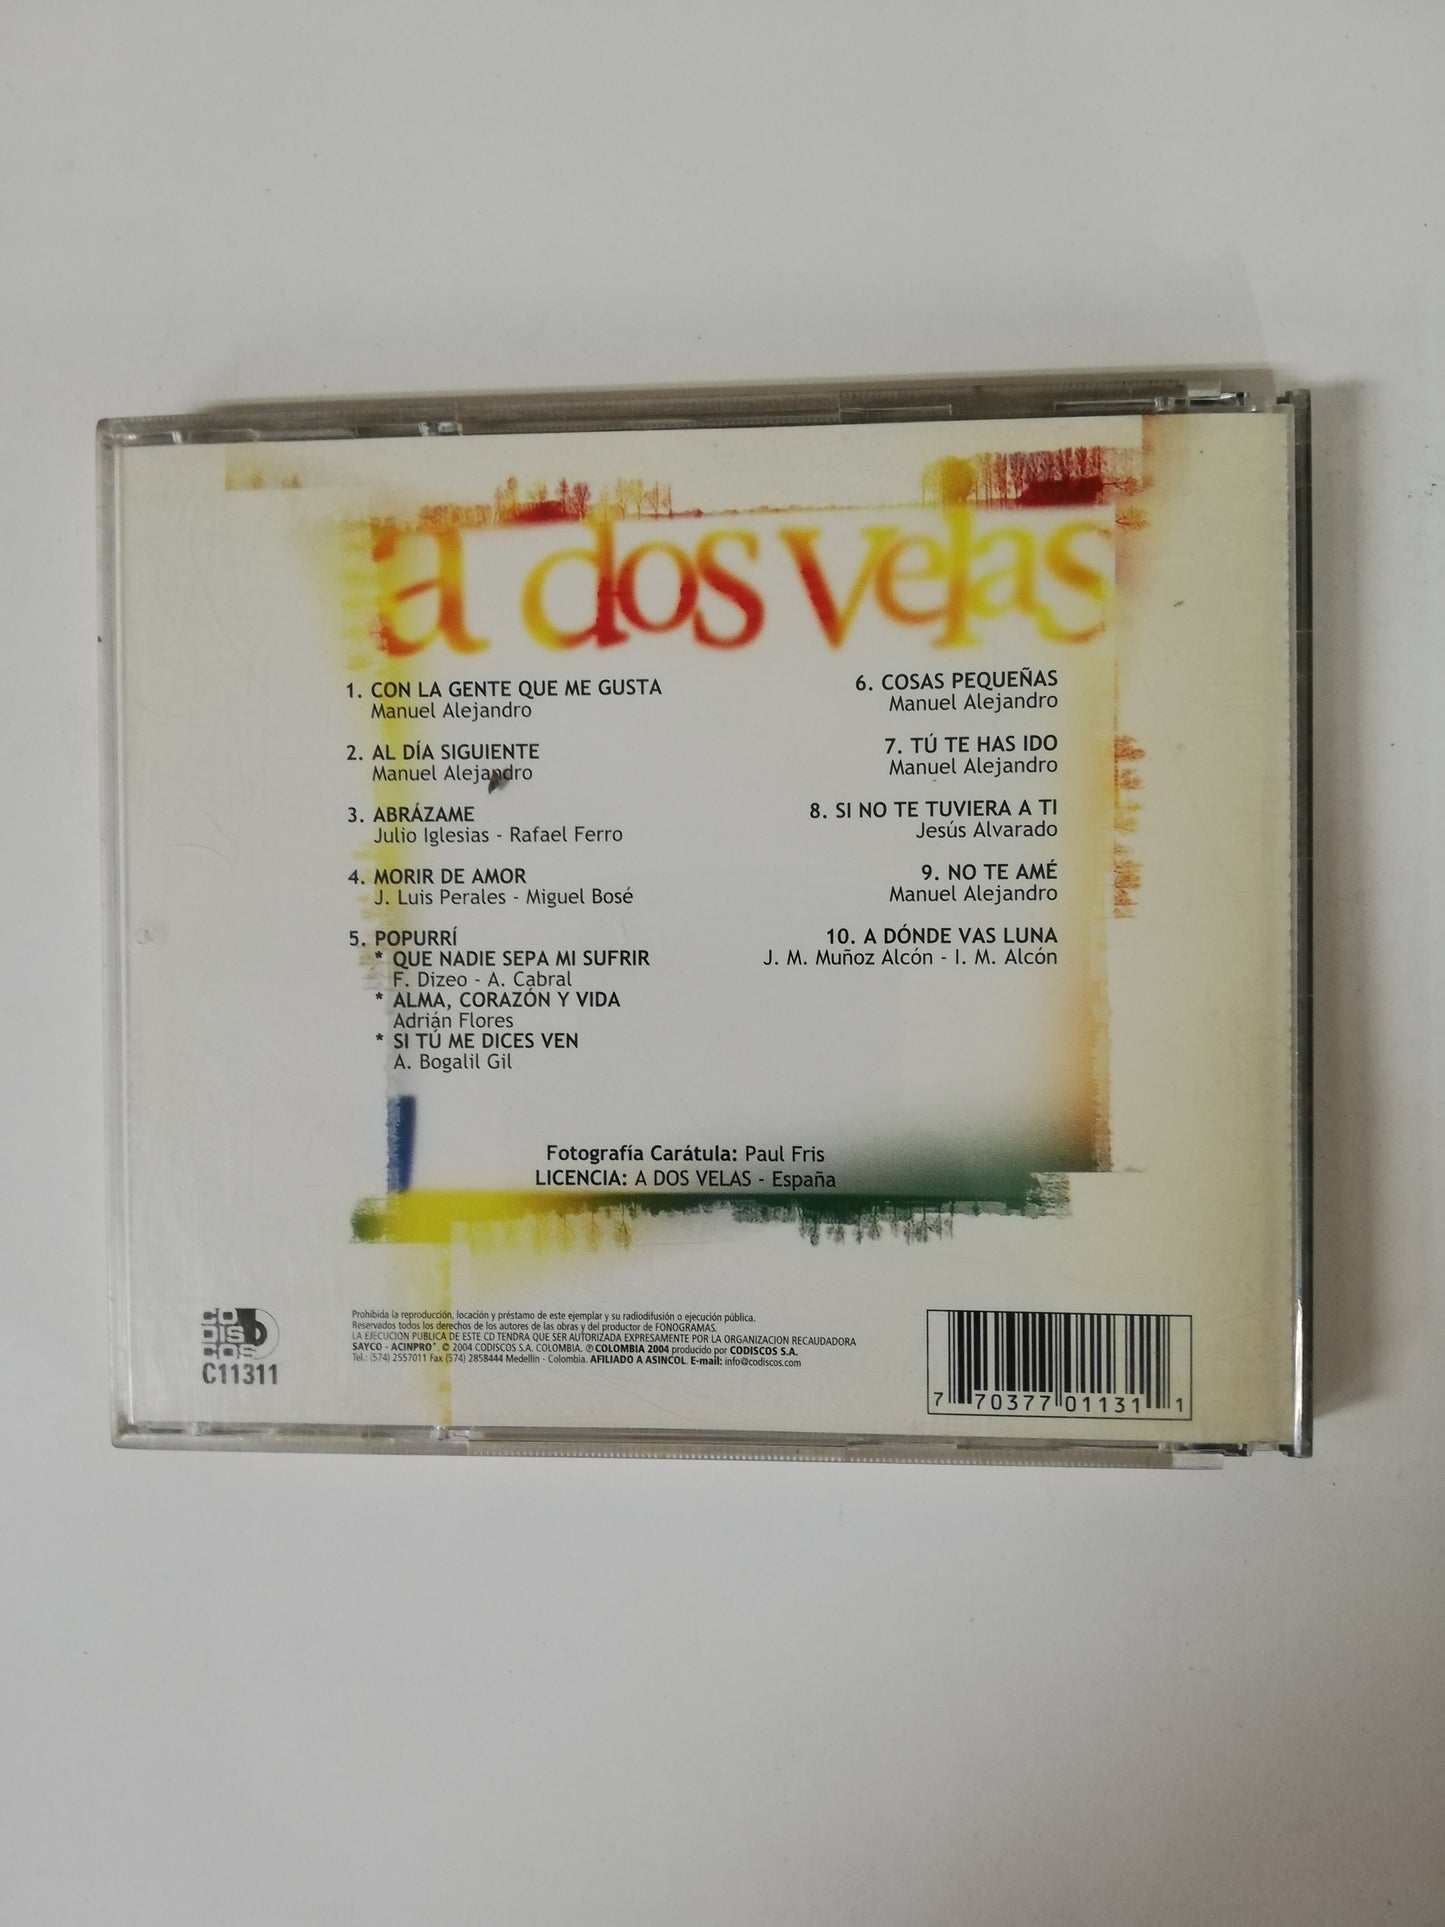 a dos velas
1. CON LA GENTE QUE ME GUSTA
Manuel Alejandro
2. AL DÍA SIGUIENTE
Manuel Alejandro
3. ABRÁZAME
Julio Iglesias - Rafael Ferro
4. MORIR DE AMOR
J. Luis Perales - Miguel Bosé
5. POPURRÍ
* QUE NADIE SEPA MI SUFRIR
F. Dizeo - A. Cabral
* ALMA, CORAZÓN Y VIDA
Adrián Flores
* SI TÚ ME DICES VEN
A. Bogalil Gil
6. COSAS PEQUEÑAS
Manuel Alejandro
7. TÚ TE HAS IDO
Manuel Alejandro
8. SI NO TE TUVIERA A TI
Jesús Alvarado
9. NO TE AMÉ
Manuel Alejandro
10. A DÓNDE VAS LUNA
J. M. Muñoz Alcón - I. M. Alcón
Fotografía Carátula: Paul Fris
LICENCIA: A DOS VELAS - España
CO
DIS
COS
C11311
Prohibida la reproducción, locación y préstamo de este ejemplar y su radiodifusión o ejecución pública.
Reservados todos los derechos de los autores de las obras y del productor de FONOGRAMAS.
LA EJECUCION PUBLICA DE ESTE CD TENDRA QUE SER AUTORIZADA EXPRESAMENTE POR LA ORGANIZACION RECAUDADORA
SAYCO - ACINPRO". © 2004 CODISCOS S.A. COLOMBIA. ℗ COLOMBIA 2004 producido por CODISCOS S.A.
Tel.: (574) 2557011 Fax (574) 2858444 Medellín - Colombia. AFILIADO A ASINCOL. E-mail: info@codiscos.com
7 70377 01131 1